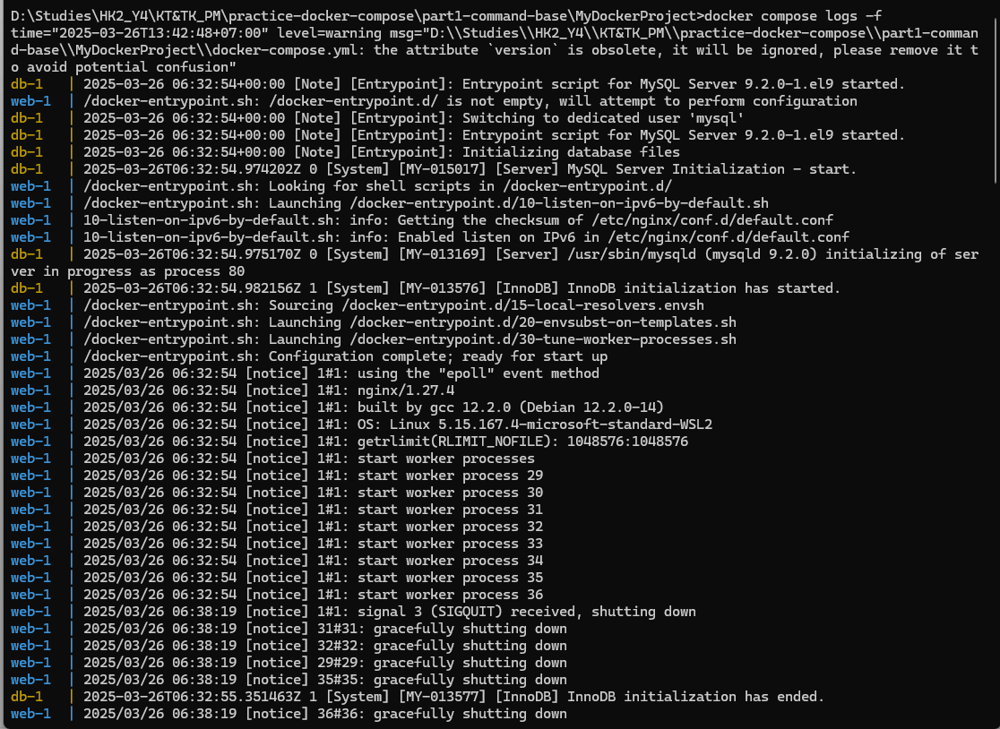 D:\Studies\HK2_Y4\KT&TK_PM\practice-docker-compose\part1-command-base\MyDockerProject>docker compose logs -f
time="2025-03-26T13:42:48+07:00" level=warning msg="D:\\Studies\\HK2_Y4\\KT&TK_PM\\practice-docker-compose\\part1-comman
d-base\\MyDockerProject\\docker-compose.yml: the attribute `version` is obsolete, it will be ignored, please remove it t
o avoid potential confusion"
db-1   | 2025-03-26 06:32:54+00:00 [Note] [Entrypoint]: Entrypoint script for MySQL Server 9.2.0-1.el9 started.
web-1  | /docker-entrypoint.sh: /docker-entrypoint.d/ is not empty, will attempt to perform configuration
db-1   | 2025-03-26 06:32:54+00:00 [Note] [Entrypoint]: Switching to dedicated user 'mysql'
db-1   | 2025-03-26 06:32:54+00:00 [Note] [Entrypoint]: Entrypoint script for MySQL Server 9.2.0-1.el9 started.
db-1   | 2025-03-26 06:32:54+00:00 [Note] [Entrypoint]: Initializing database files
db-1   | 2025-03-26T06:32:54.974202Z 0 [System] [MY-015017] [Server] MySQL Server Initialization - start.
web-1  | /docker-entrypoint.sh: Looking for shell scripts in /docker-entrypoint.d/
web-1  | /docker-entrypoint.sh: Launching /docker-entrypoint.d/10-listen-on-ipv6-by-default.sh
web-1  | 10-listen-on-ipv6-by-default.sh: info: Getting the checksum of /etc/nginx/conf.d/default.conf
web-1  | 10-listen-on-ipv6-by-default.sh: info: Enabled listen on IPv6 in /etc/nginx/conf.d/default.conf
db-1   | 2025-03-26T06:32:54.975170Z 0 [System] [MY-013169] [Server] /usr/sbin/mysqld (mysqld 9.2.0) initializing of ser
ver in progress as process 80
db-1   | 2025-03-26T06:32:54.982156Z 1 [System] [MY-013576] [InnoDB] InnoDB initialization has started.
web-1  | /docker-entrypoint.sh: Sourcing /docker-entrypoint.d/15-local-resolvers.envsh
web-1  | /docker-entrypoint.sh: Launching /docker-entrypoint.d/20-envsubst-on-templates.sh
web-1  | /docker-entrypoint.sh: Launching /docker-entrypoint.d/30-tune-worker-processes.sh
web-1  | /docker-entrypoint.sh: Configuration complete; ready for start up
web-1  | 2025/03/26 06:32:54 [notice] 1#1: using the "epoll" event method
web-1  | 2025/03/26 06:32:54 [notice] 1#1: nginx/1.27.4
web-1  | 2025/03/26 06:32:54 [notice] 1#1: built by gcc 12.2.0 (Debian 12.2.0-14)
web-1  | 2025/03/26 06:32:54 [notice] 1#1: OS: Linux 5.15.167.4-microsoft-standard-WSL2
web-1  | 2025/03/26 06:32:54 [notice] 1#1: getrlimit(RLIMIT_NOFILE): 1048576:1048576
web-1  | 2025/03/26 06:32:54 [notice] 1#1: start worker processes
web-1  | 2025/03/26 06:32:54 [notice] 1#1: start worker process 29
web-1  | 2025/03/26 06:32:54 [notice] 1#1: start worker process 30
web-1  | 2025/03/26 06:32:54 [notice] 1#1: start worker process 31
web-1  | 2025/03/26 06:32:54 [notice] 1#1: start worker process 32
web-1  | 2025/03/26 06:32:54 [notice] 1#1: start worker process 33
web-1  | 2025/03/26 06:32:54 [notice] 1#1: start worker process 34
web-1  | 2025/03/26 06:32:54 [notice] 1#1: start worker process 35
web-1  | 2025/03/26 06:32:54 [notice] 1#1: start worker process 36
web-1  | 2025/03/26 06:38:19 [notice] 1#1: signal 3 (SIGQUIT) received, shutting down
web-1  | 2025/03/26 06:38:19 [notice] 31#31: gracefully shutting down
web-1  | 2025/03/26 06:38:19 [notice] 32#32: gracefully shutting down
web-1  | 2025/03/26 06:38:19 [notice] 29#29: gracefully shutting down
web-1  | 2025/03/26 06:38:19 [notice] 35#35: gracefully shutting down
db-1   | 2025-03-26T06:32:55.351463Z 1 [System] [MY-013577] [InnoDB] InnoDB initialization has ended.
web-1  | 2025/03/26 06:38:19 [notice] 36#36: gracefully shutting down